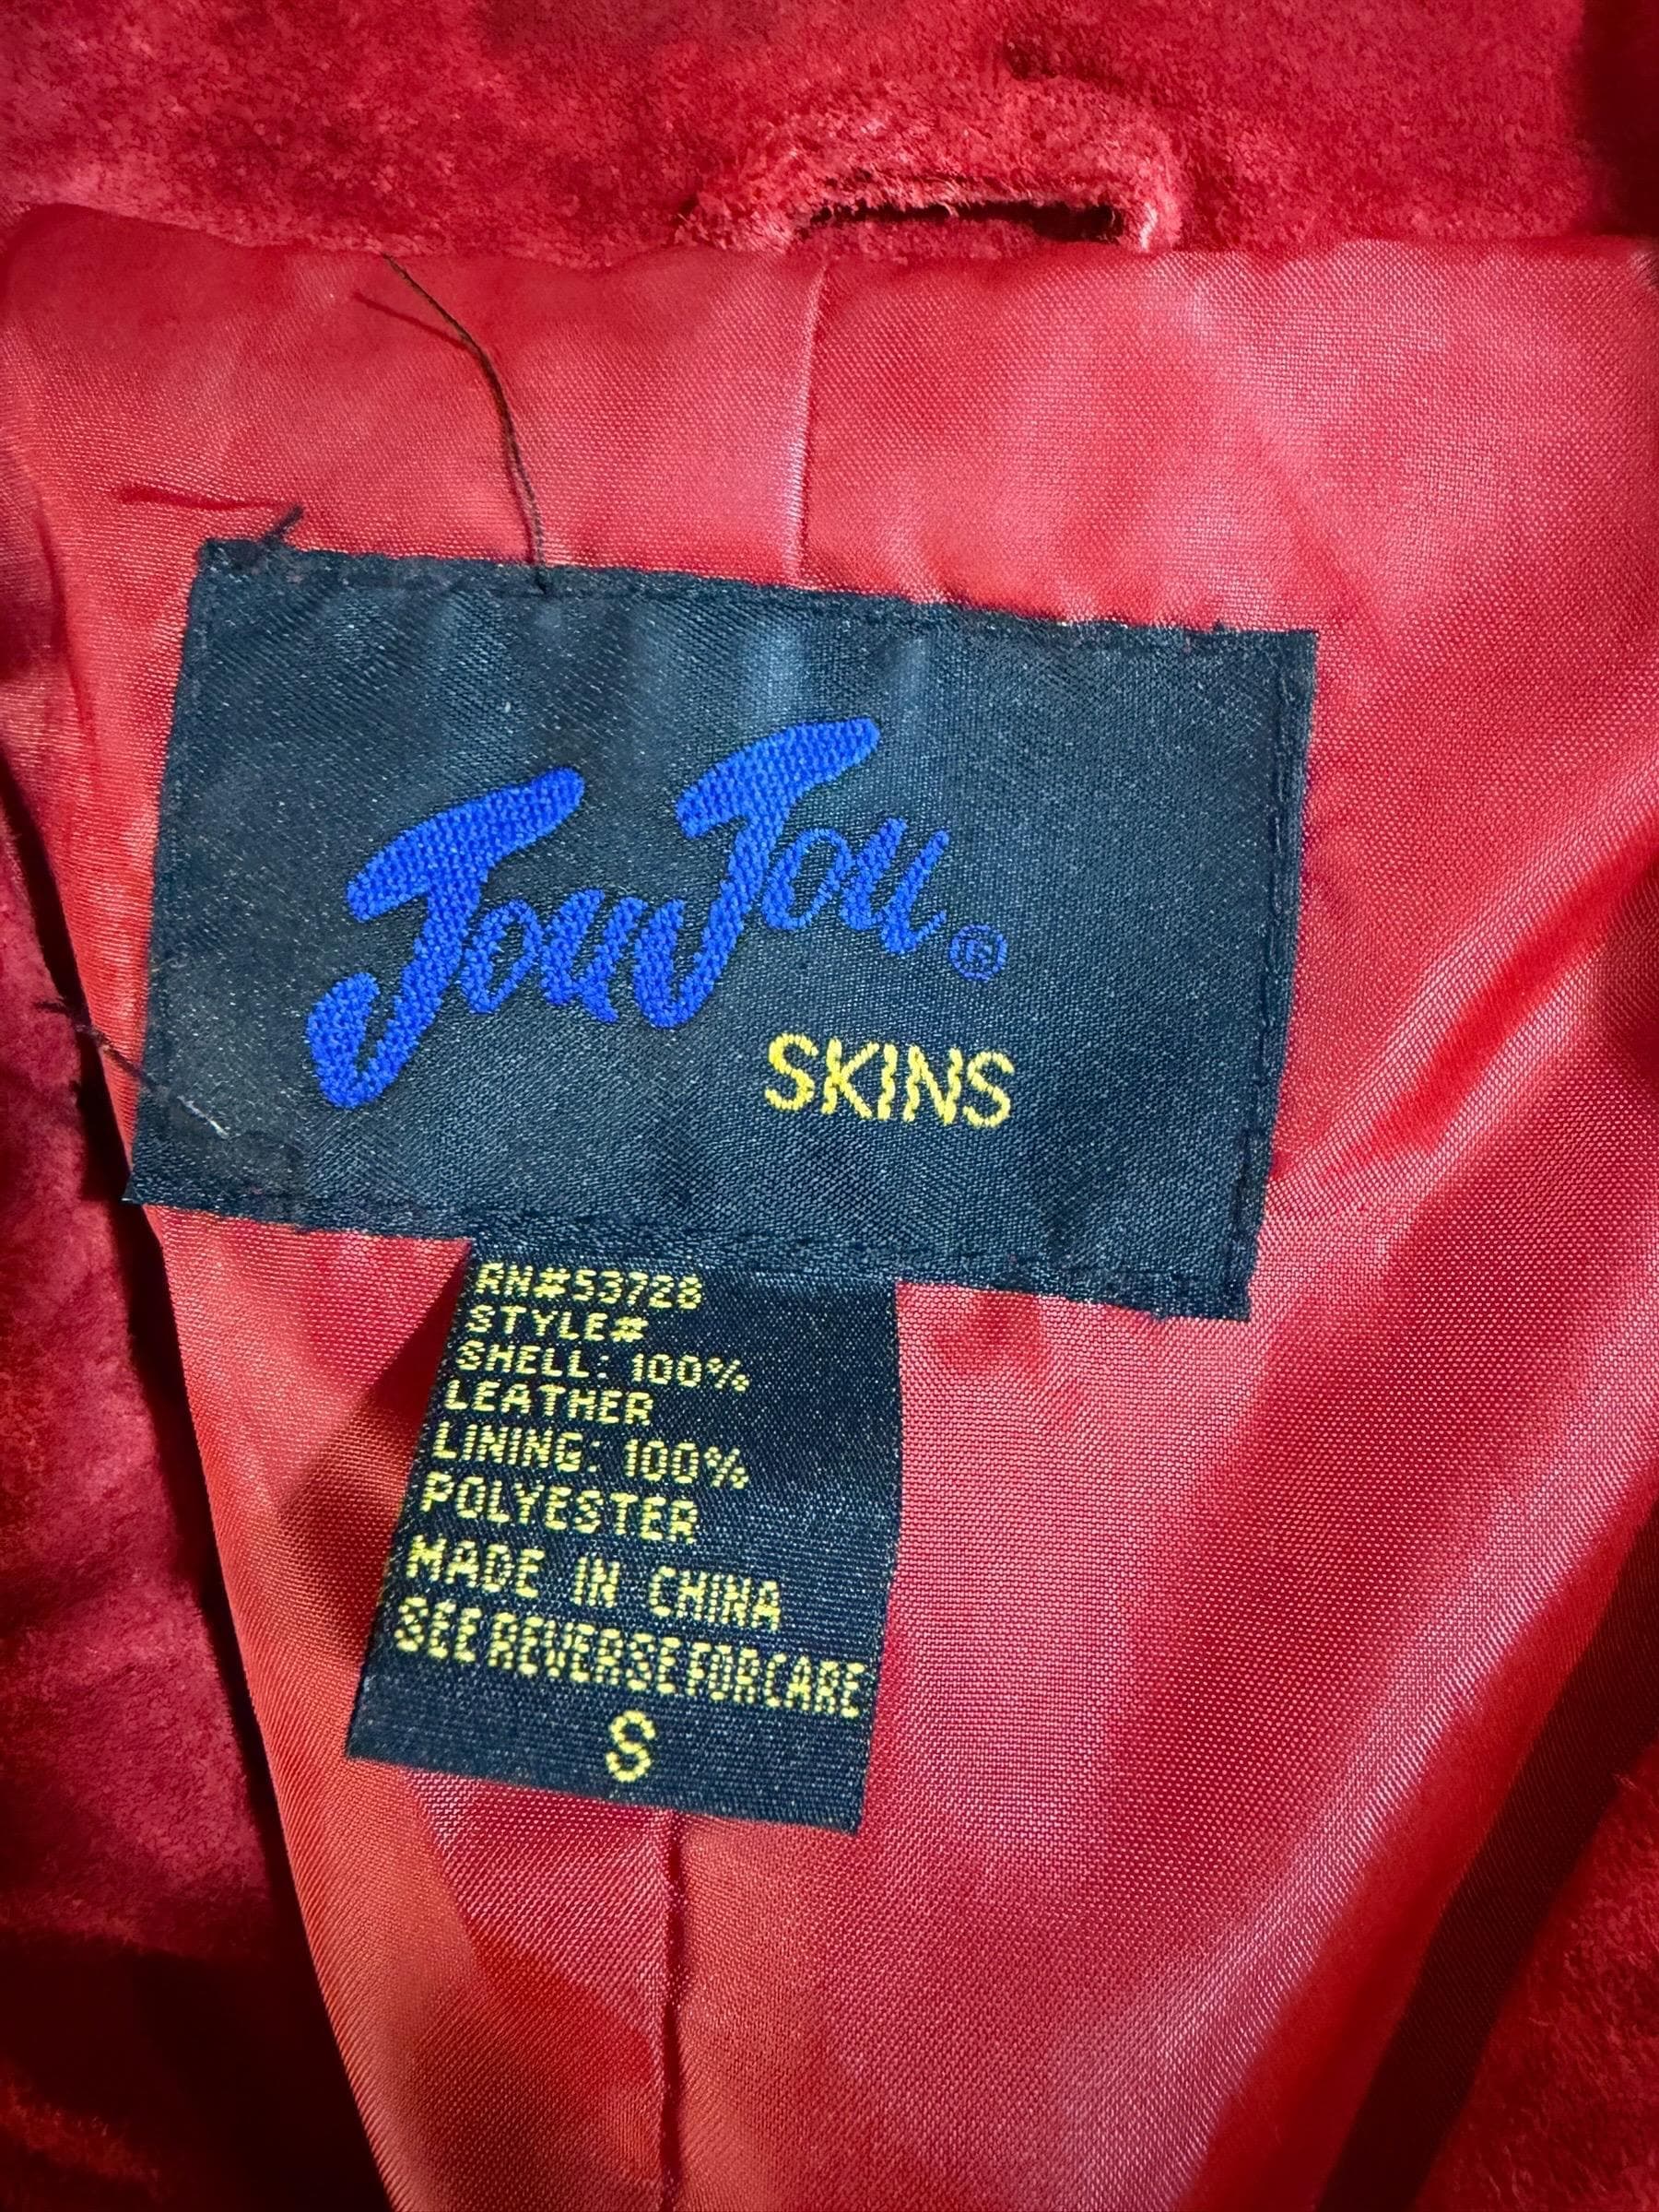 JouJou®
SKINS
RN#53728
STYLE#
SHELL: 100%
LEATHER
LINING: 100%
POLYESTER
MADE IN CHINA
SEE REVERSE FOR CARE
S